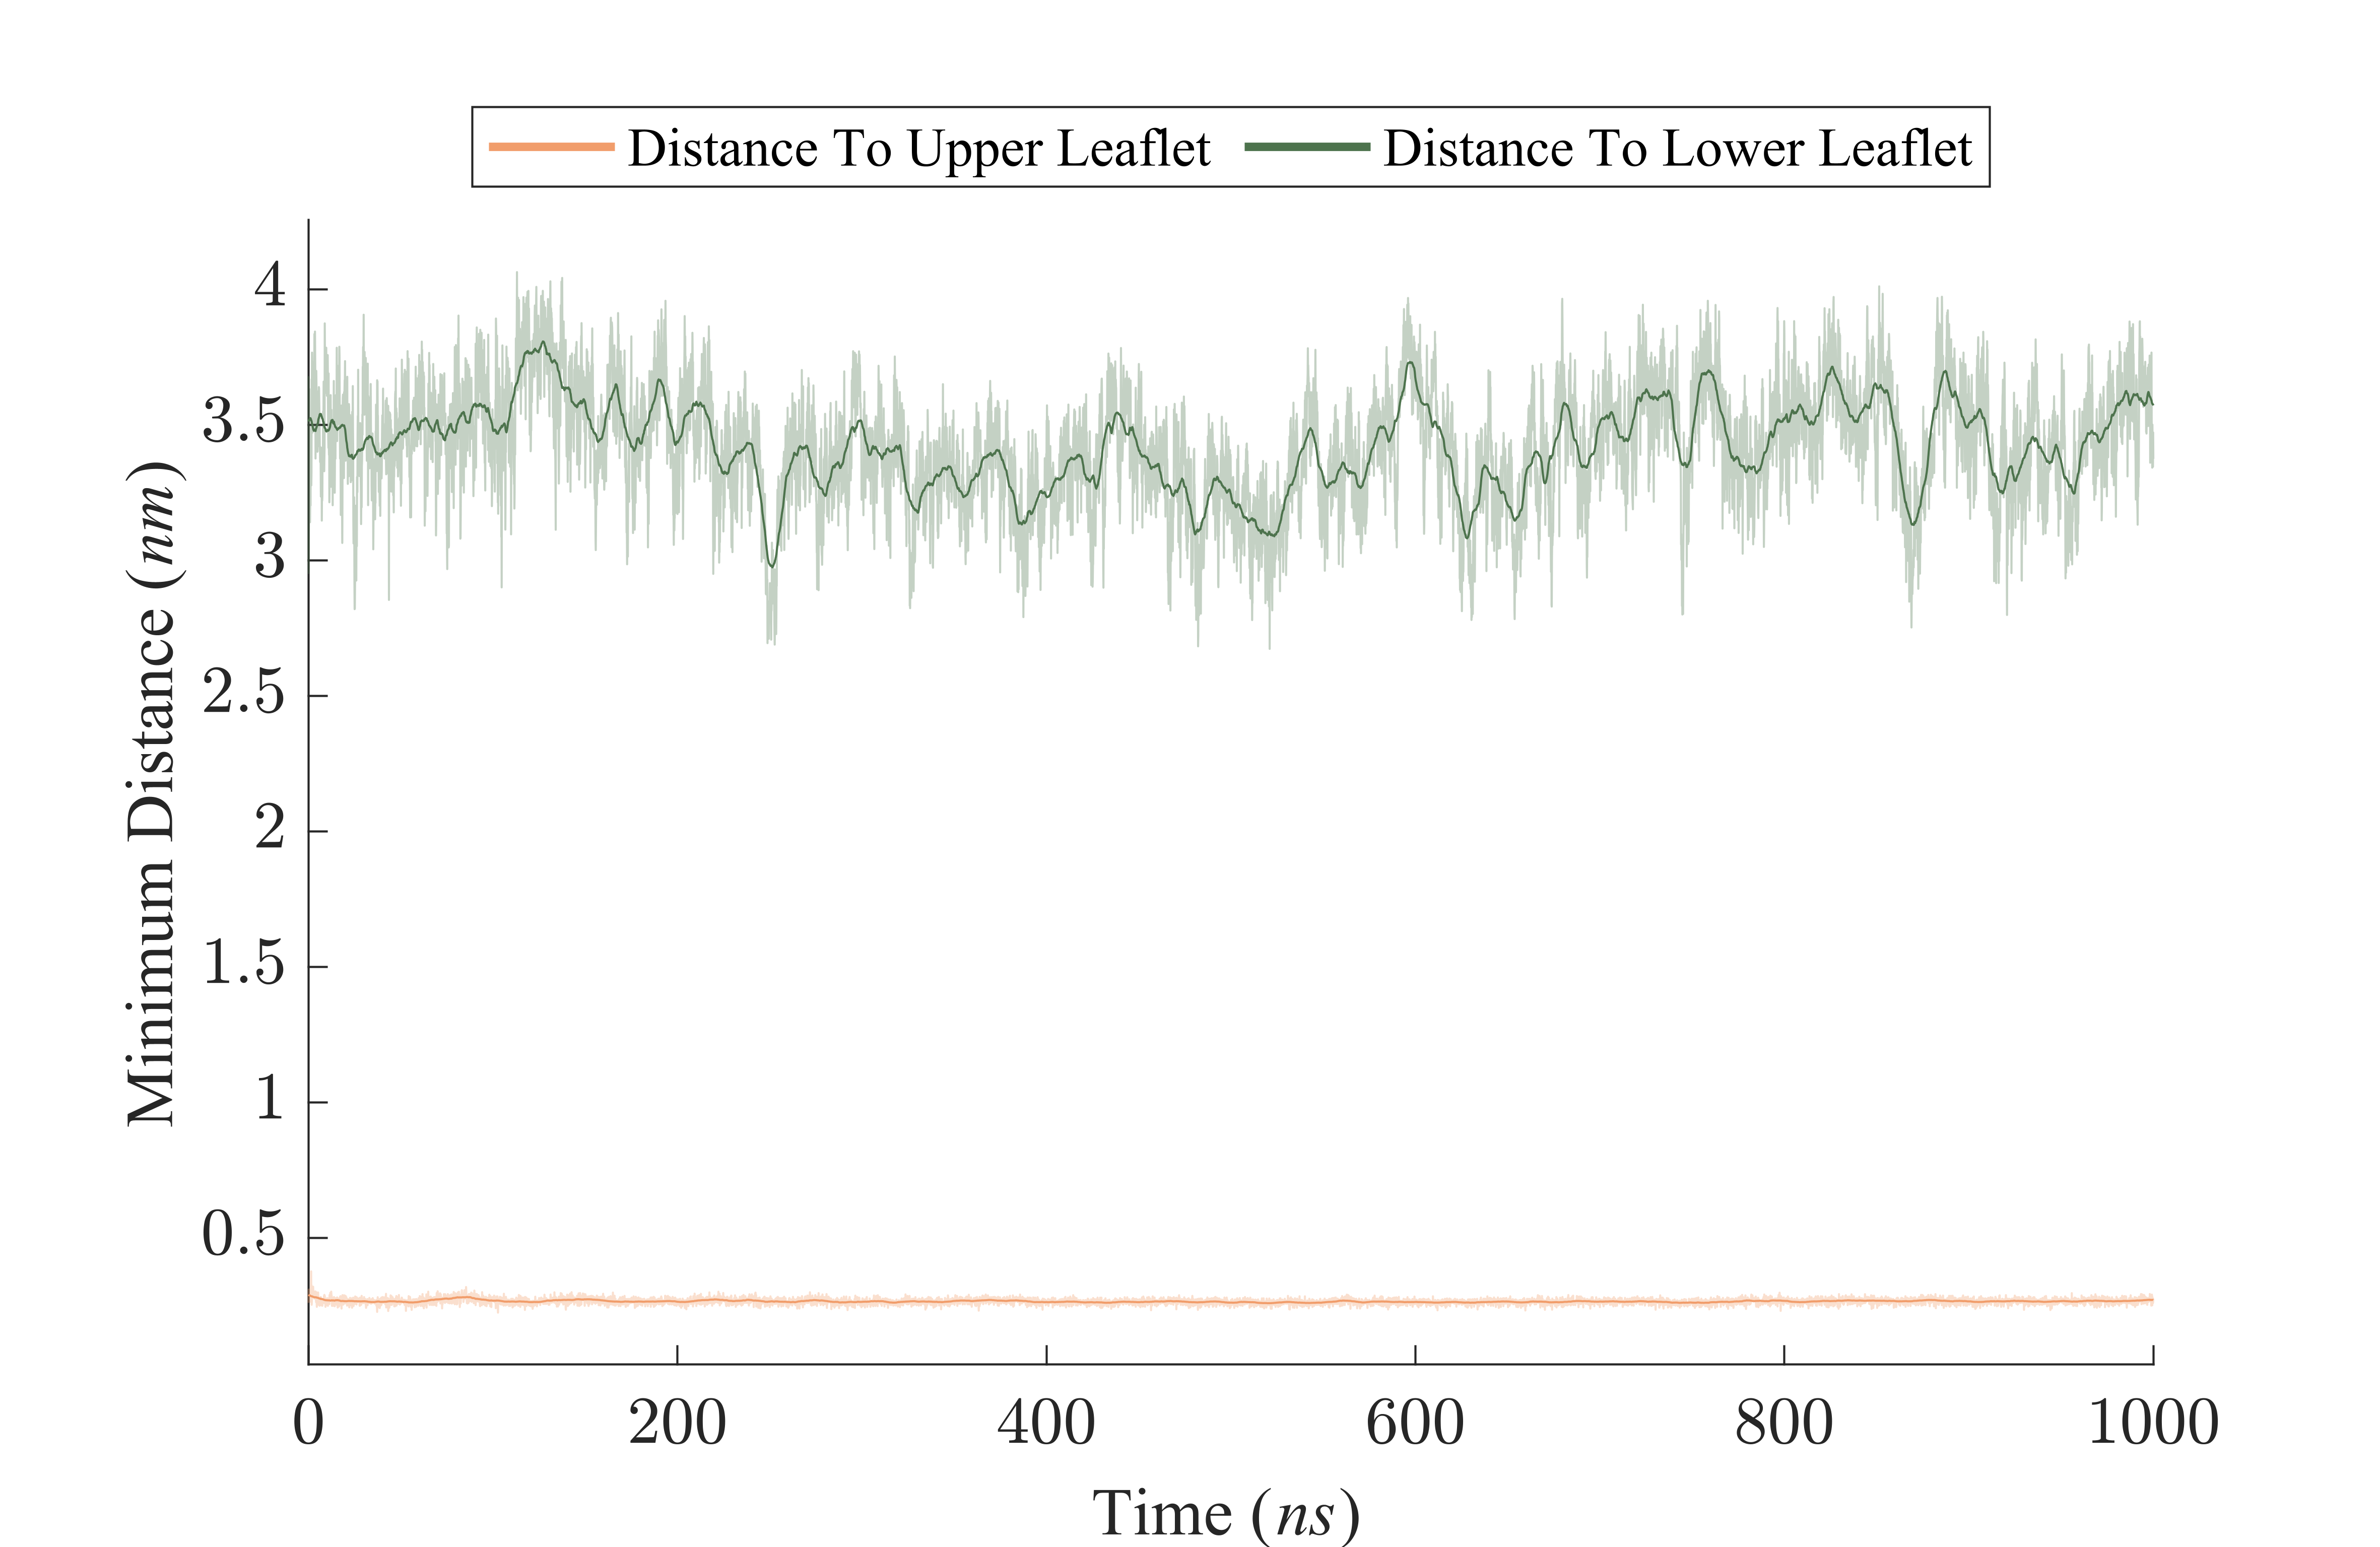 Distance To Upper Leaflet Distance To Lower Leaflet
4
3.5
3
2.5
2
1.5
1
0.5
Minimum Distance (nm)
0 200 400 600 800 1000
Time (ns)